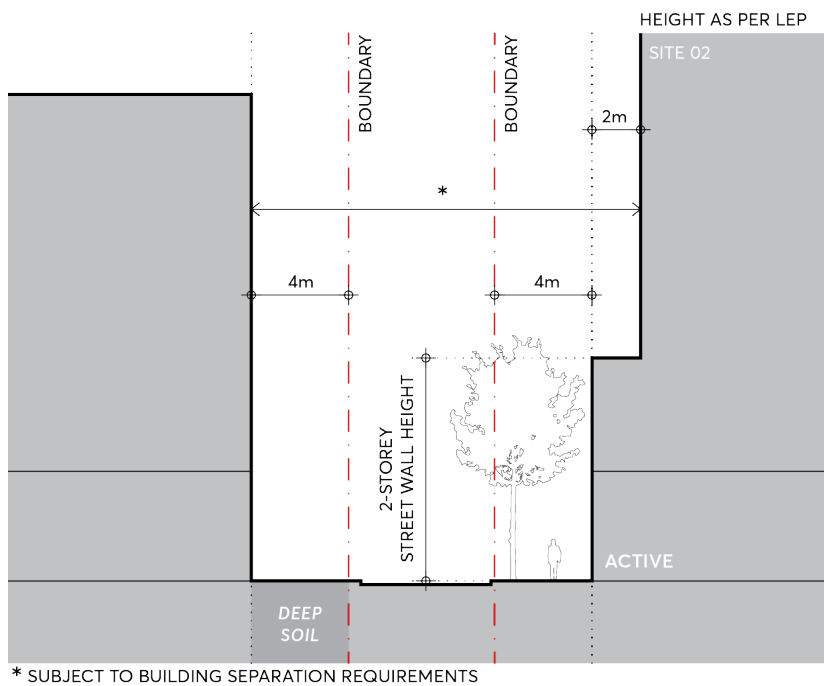 HEIGHT AS PER LEP
SITE 02
BOUNDARY
BOUNDARY
2m
*
4m
4m
2-STOREY
STREET WALL HEIGHT
ACTIVE
DEEP
SOIL
* SUBJECT TO BUILDING SEPARATION REQUIREMENTS